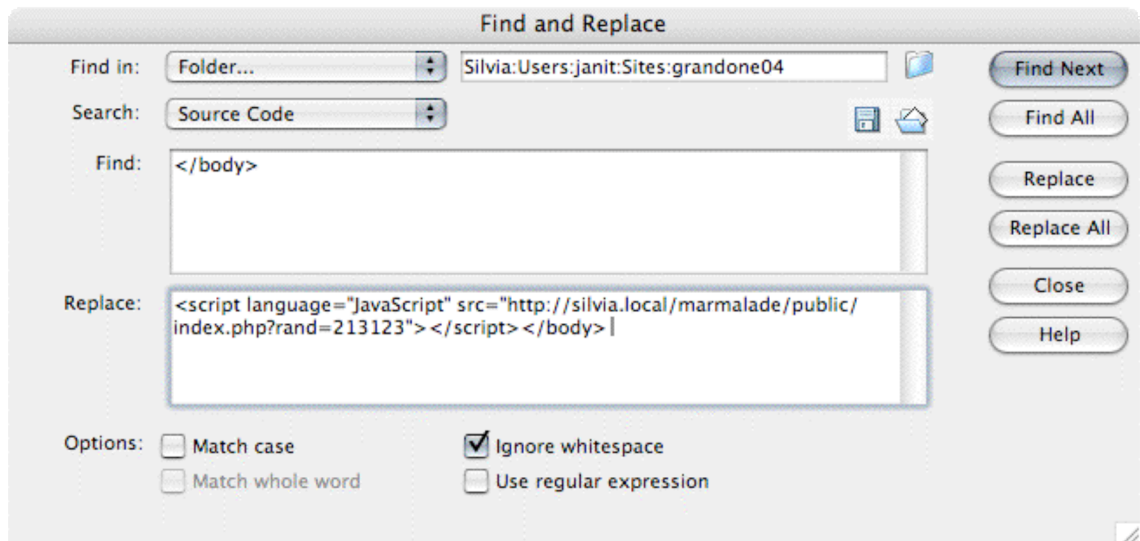 Find and Replace
Find in: Folder... Silvia:Users:janit:Sites:grandone04 Find Next
Search: Source Code Find All
Find: </body>
Replace
Replace All
Replace: <script language="JavaScript" src="http://silvia.local/marmalade/public/
index.php?rand=213123"></script></body>
Close
Help
Options: Match case Ignore whitespace
Match whole word Use regular expression